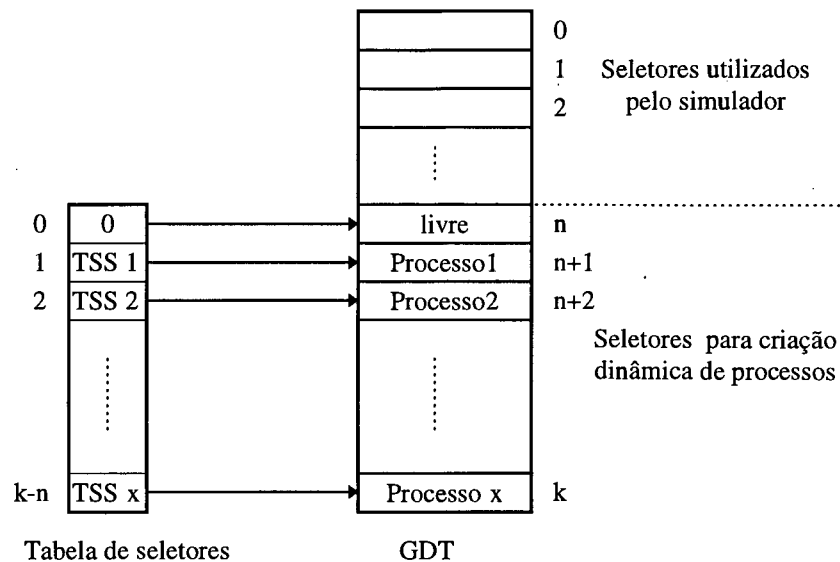 0
1 Seletores utilizados
2 pelo simulador
0 0 livre n
1 TSS 1 Processo1 n+1
2 TSS 2 Processo2 n+2
Seletores para criação
dinâmica de processos
k-n TSS x Processo x k
Tabela de seletores GDT